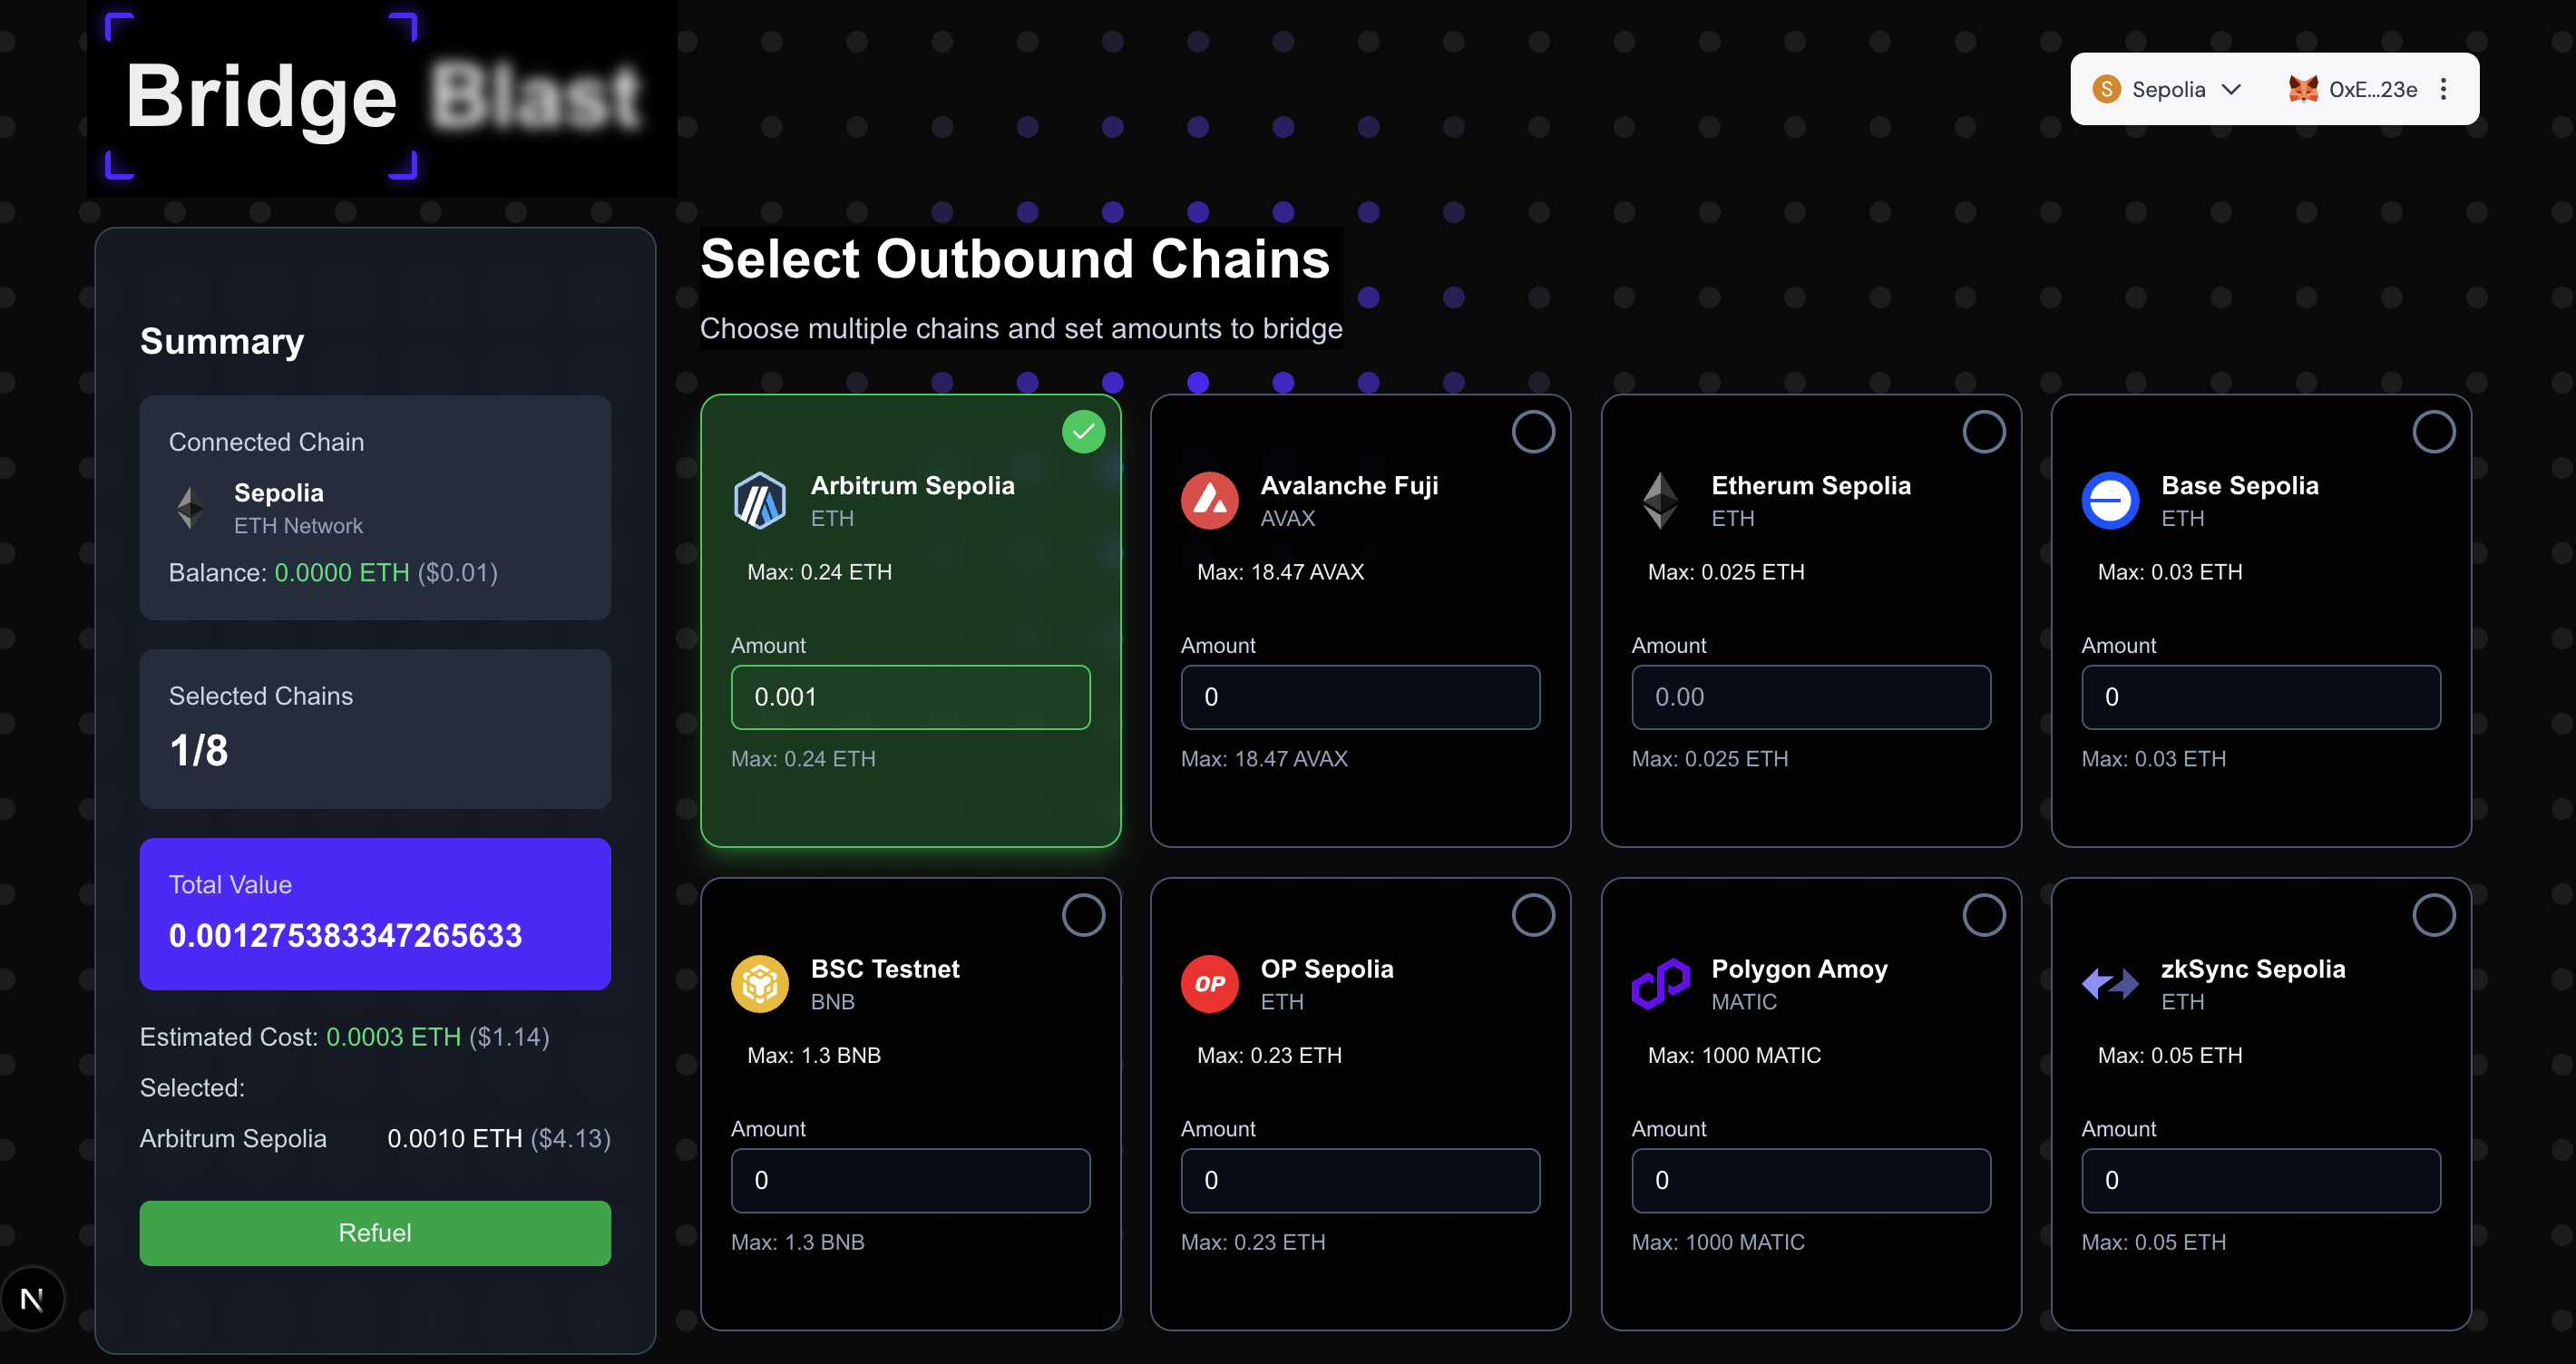 Bridge Blast
S Sepolia
0xE...23e
Summary
Connected Chain
Sepolia
ETH Network
Balance: 0.0000 ETH ($0.01)
Selected Chains
1/8
Total Value
0.001275383347265633
Estimated Cost: 0.0003 ETH ($1.14)
Selected:
Arbitrum Sepolia 0.0010 ETH ($4.13)
Refuel
N
Select Outbound Chains
Choose multiple chains and set amounts to bridge
Arbitrum Sepolia
ETH
Max: 0.24 ETH
Amount
0.001
Max: 0.24 ETH
Avalanche Fuji
AVAX
Max: 18.47 AVAX
Amount
0
Max: 18.47 AVAX
Etherum Sepolia
ETH
Max: 0.025 ETH
Amount
0.00
Max: 0.025 ETH
Base Sepolia
ETH
Max: 0.03 ETH
Amount
0
Max: 0.03 ETH
BSC Testnet
BNB
Max: 1.3 BNB
Amount
0
Max: 1.3 BNB
OP
OP Sepolia
ETH
Max: 0.23 ETH
Amount
0
Max: 0.23 ETH
Polygon Amoy
MATIC
Max: 1000 MATIC
Amount
0
Max: 1000 MATIC
zkSync Sepolia
ETH
Max: 0.05 ETH
Amount
0
Max: 0.05 ETH